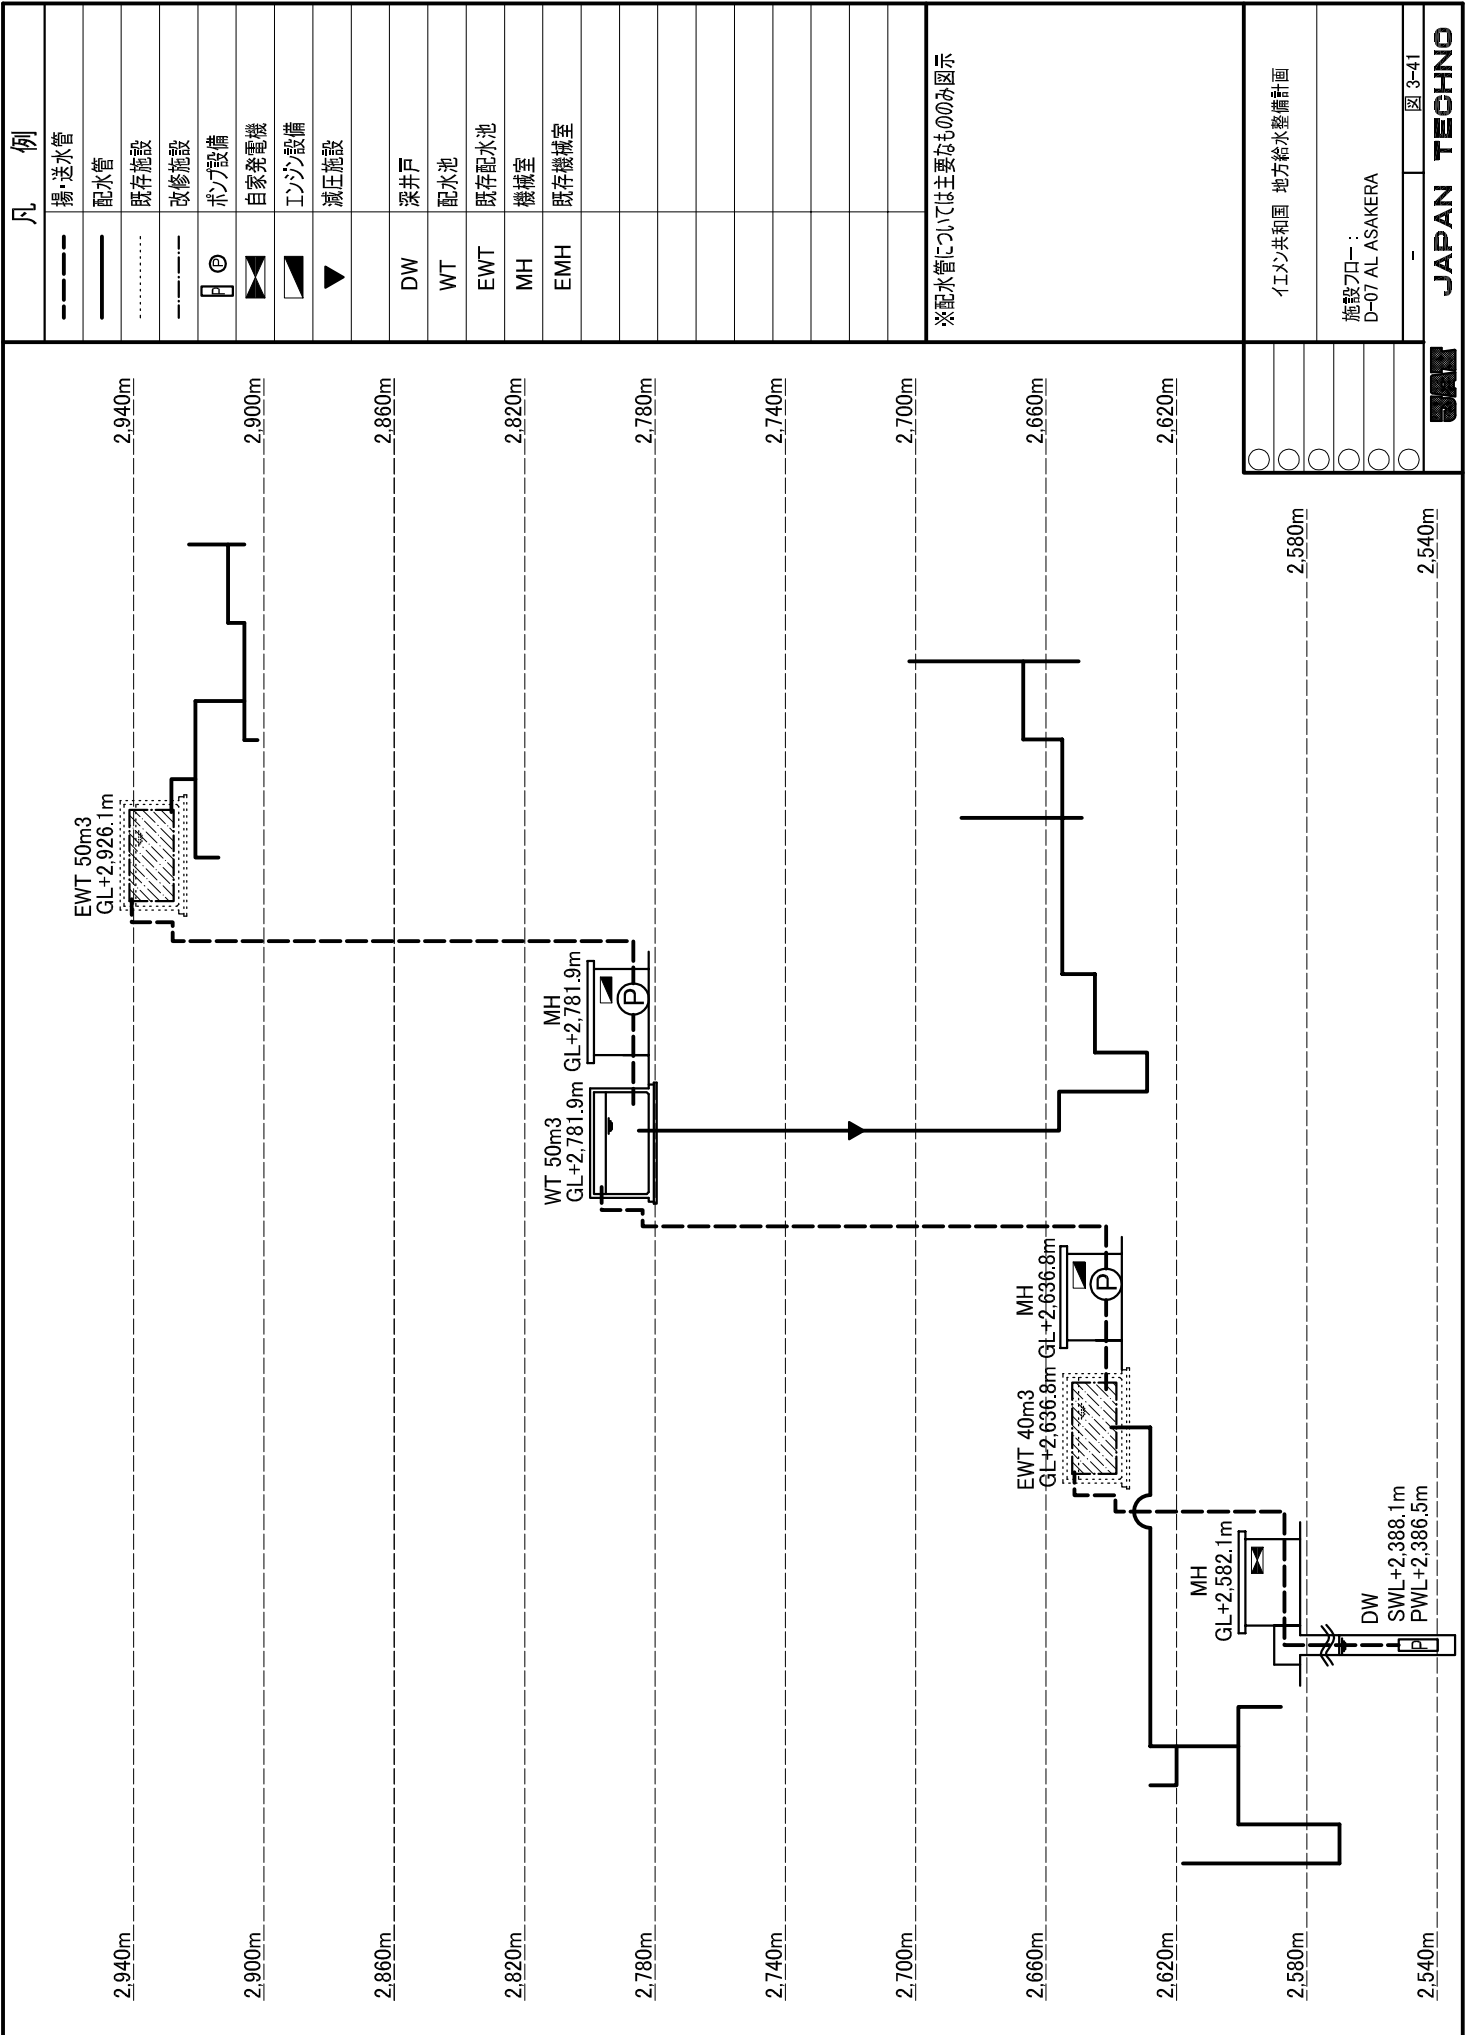 凡 例
揚・送水管
配水管
既存施設
改修施設
P P ポンプ設備
自家発電機
エンジン設備
減圧施設
DW 深井戸
WT 配水池
EWT 既存配水池
MH 機械室
EMH 既存機械室
※配水管については主要なもののみ図示
イエメン共和国 地方給水整備計画
施設フロー：
D-07 AL ASAKERA
- 図 3-41
JAPAN TECHNO
2,940m 2,940m
2,900m 2,900m
2,860m 2,860m
2,820m 2,820m
2,780m 2,780m
2,740m 2,740m
2,700m 2,700m
2,660m 2,660m
2,620m 2,620m
2,580m 2,580m
2,540m 2,540m
EWT 50m3
GL+2,926.1m
MH
GL+2,781.9m
P
WT 50m3
GL+2,781.9m
MH
GL+2,636.8m
P
EWT 40m3
GL+2,636.8m
MH
GL+2,582.1m
DW
SWL+2,388.1m
PWL+2,386.5m
P